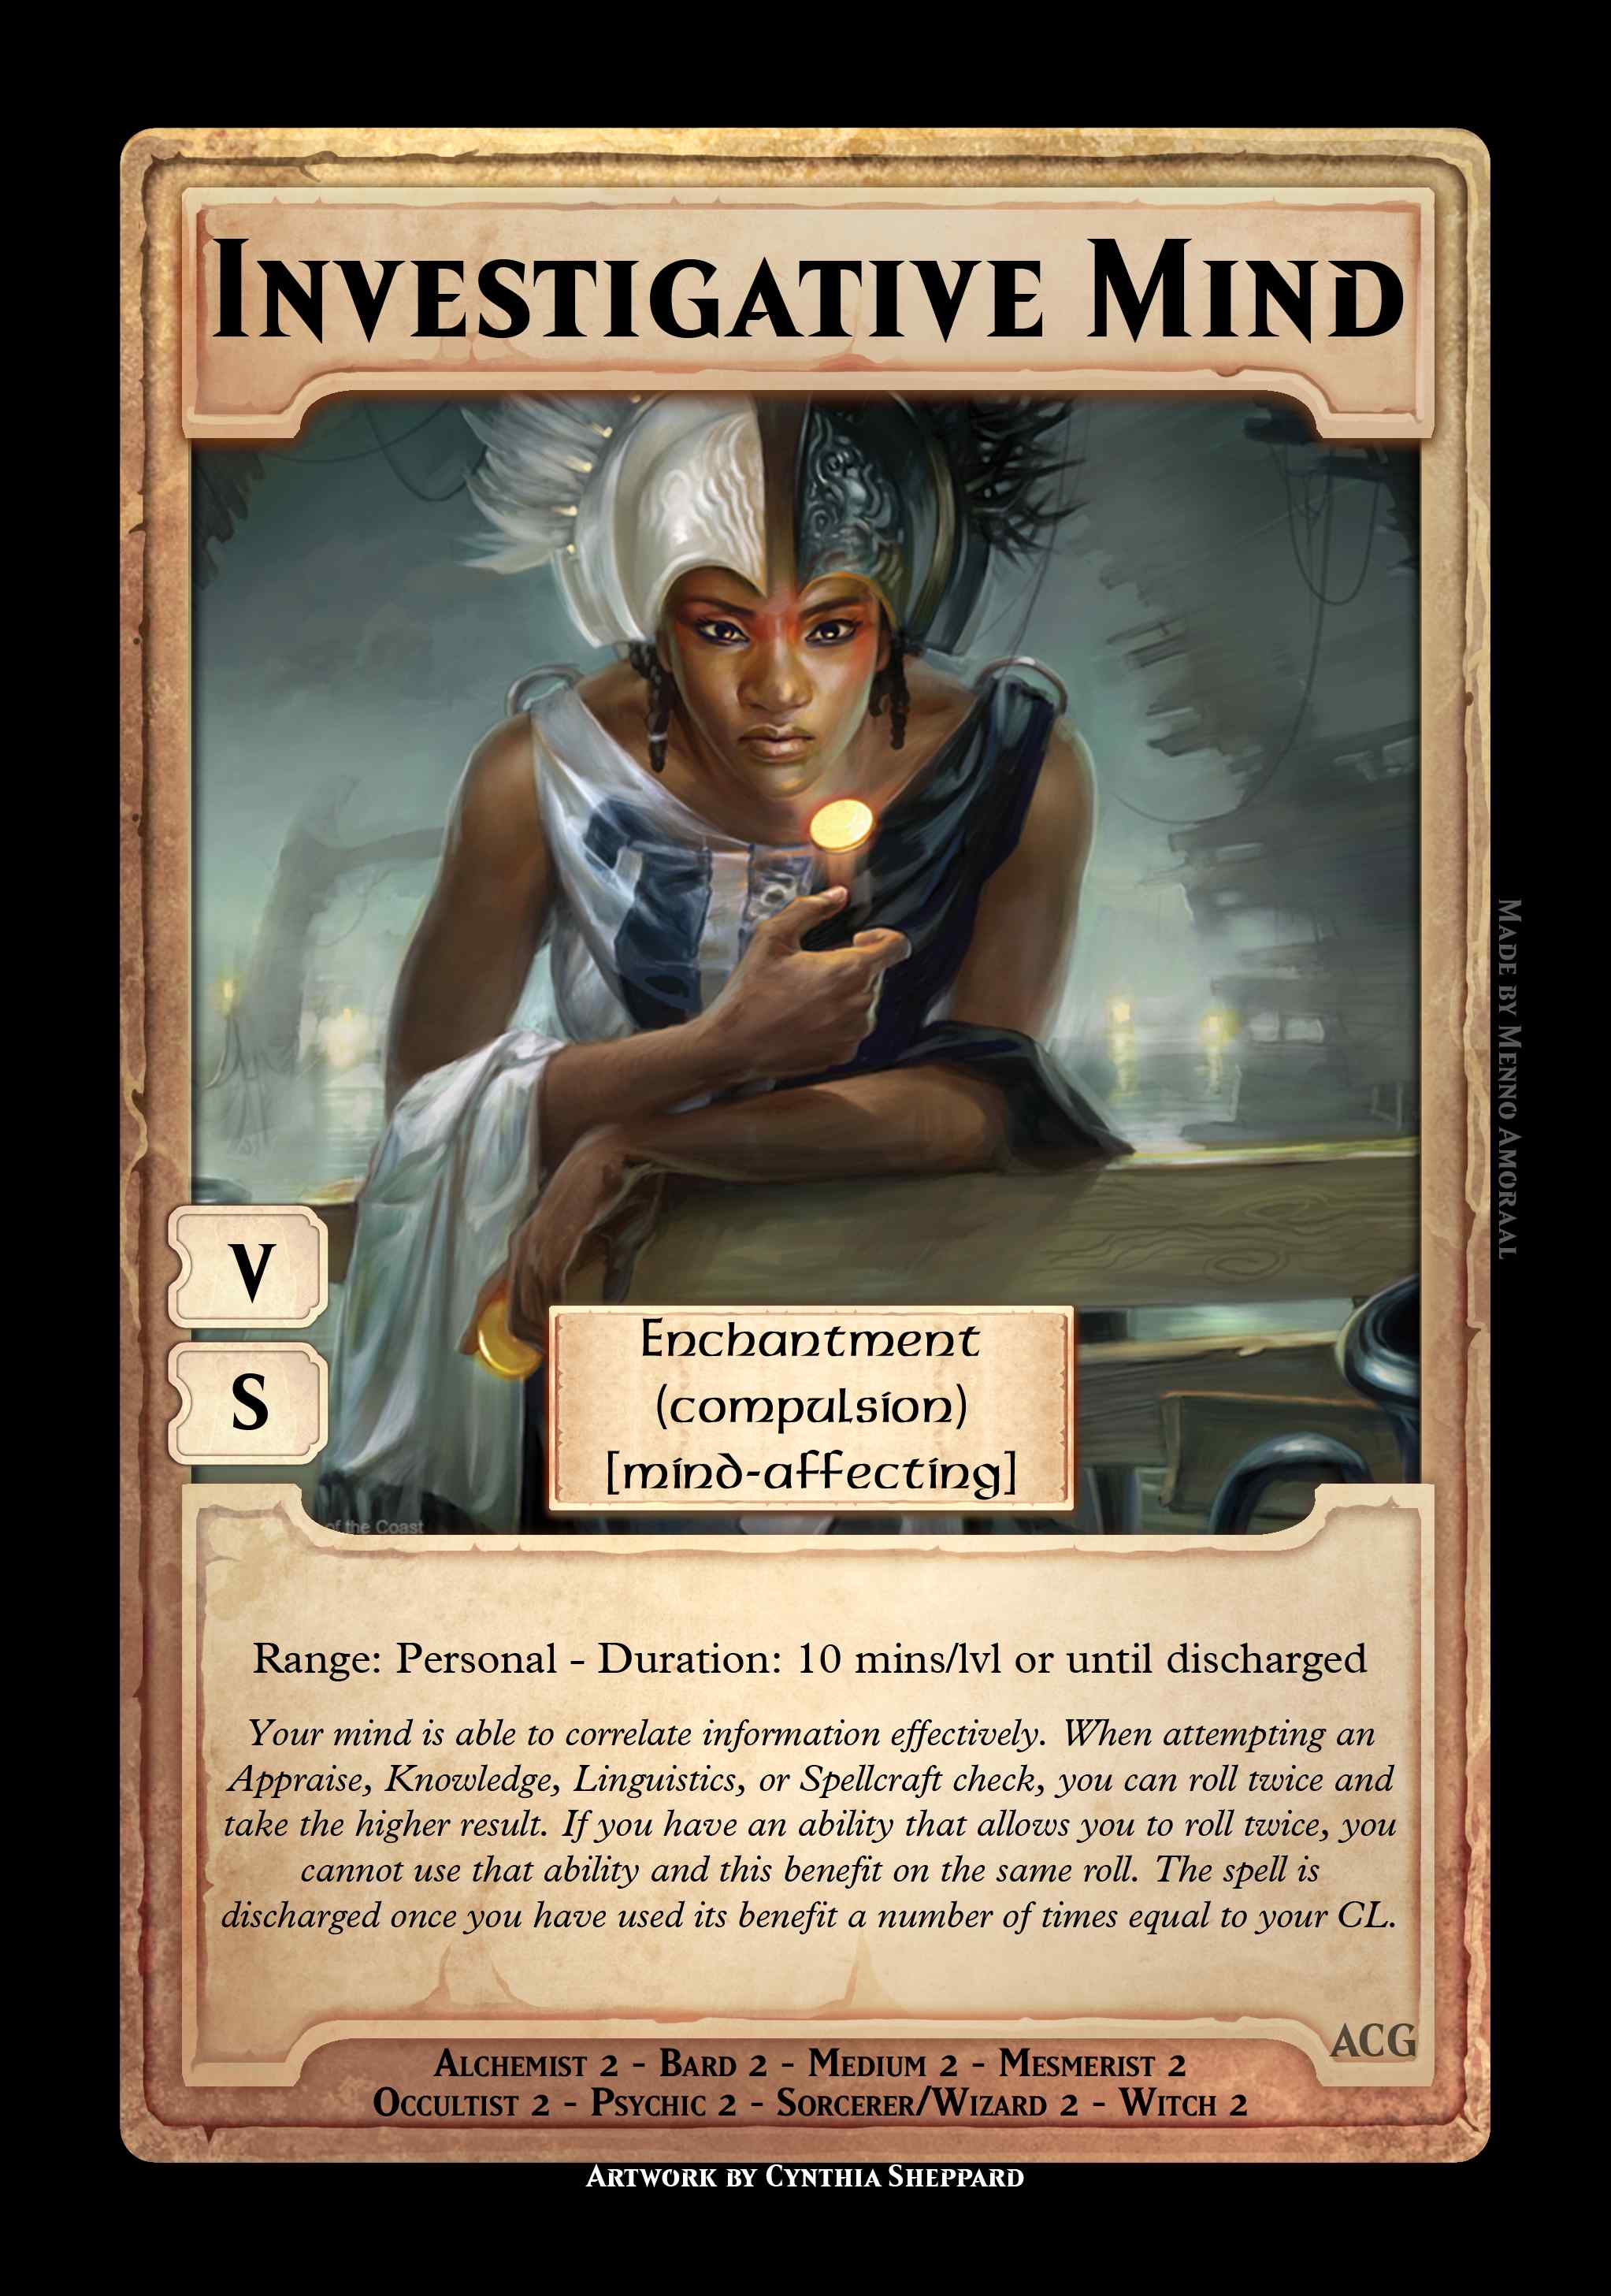 Investigative Mind
V
S
Enchantment
(compulsion)
[mind-affecting]
of the Coast
Range: Personal - Duration: 10 mins/lvl or until discharged
Your mind is able to correlate information effectively. When attempting an
Appraise, Knowledge, Linguistics, or Spellcraft check, you can roll twice and
take the higher result. If you have an ability that allows you to roll twice, you
cannot use that ability and this benefit on the same roll. The spell is
discharged once you have used its benefit a number of times equal to your CL.
ACG
Alchemist 2 - Bard 2 - Medium 2 - Mesmerist 2
Occultist 2 - Psychic 2 - Sorcerer/Wizard 2 - Witch 2
Artwork by Cynthia Sheppard
Made by Menno Amoraal